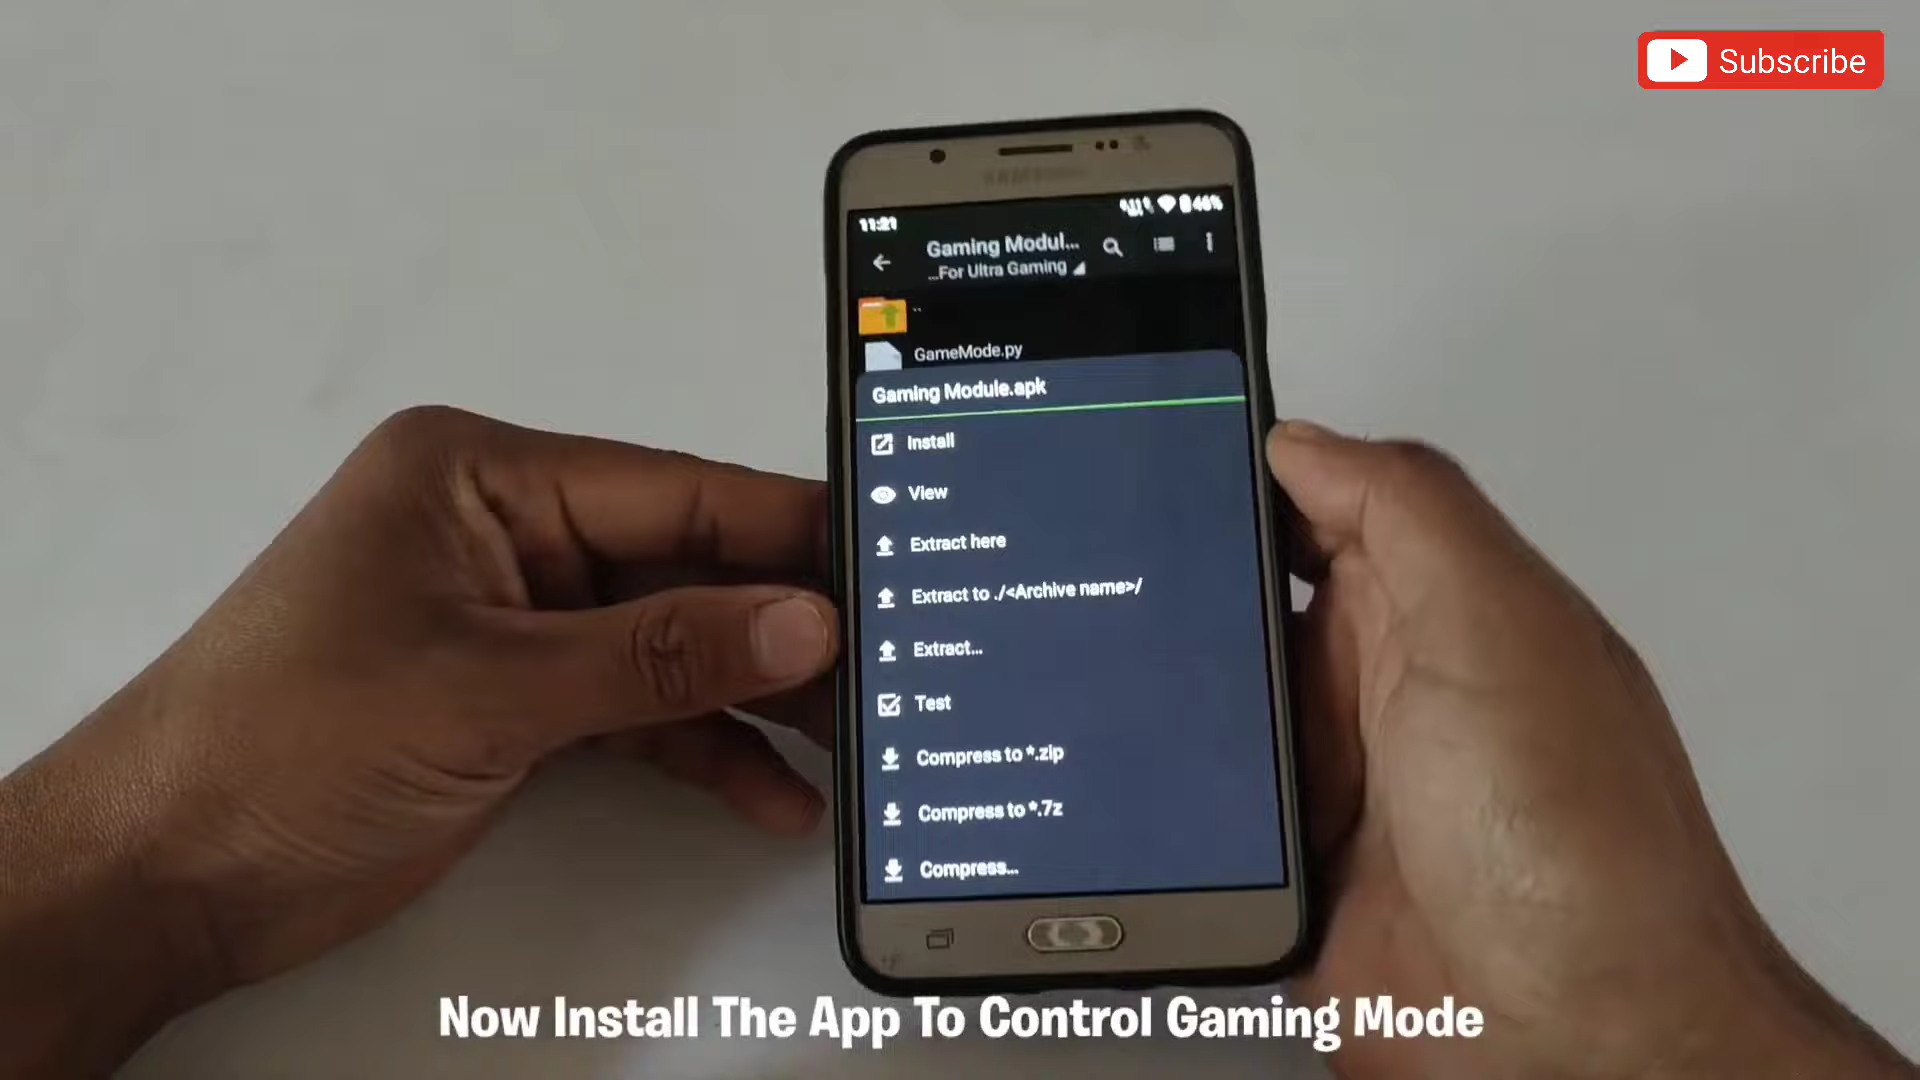 Subscribe
SAMSUNG
11:21
46%
Gaming Modul...
...For Ultra Gaming
..
GameMode.py
Gaming Module.apk
Install
View
Extract here
Extract to ./<Archive name>/
Extract...
Test
Compress to *.zip
Compress to *.7z
Compress...
Now Install The App To Control Gaming Mode